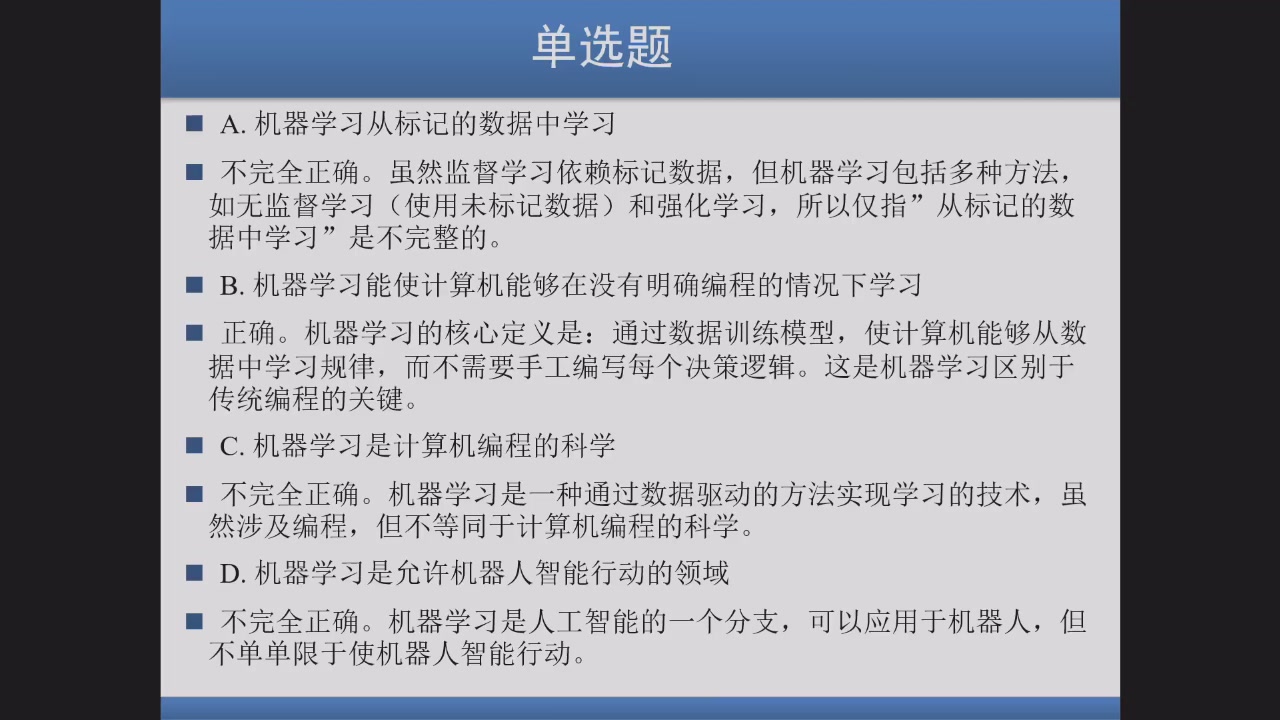 单选题
A. 机器学习从标记的数据中学习
不完全正确。虽然监督学习依赖标记数据，但机器学习包括多种方法，
如无监督学习（使用未标记数据）和强化学习，所以仅指”从标记的数
据中学习”是不完整的。
B. 机器学习能使计算机能够在没有明确编程的情况下学习
正确。机器学习的核心定义是：通过数据训练模型，使计算机能够从数
据中学习规律，而不需要手工编写每个决策逻辑。这是机器学习区别于
传统编程的关键。
C. 机器学习是计算机编程的科学
不完全正确。机器学习是一种通过数据驱动的方法实现学习的技术，虽
然涉及编程，但不等同于计算机编程的科学。
D. 机器学习是允许机器人智能行动的领域
不完全正确。机器学习是人工智能的一个分支，可以应用于机器人，但
不单单限于使机器人智能行动。